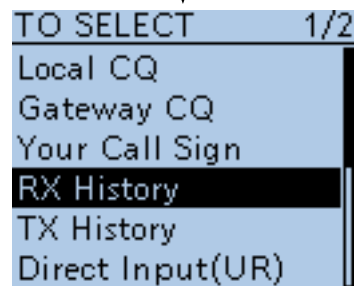 TO SELECT 1/2
Local CQ
Gateway CQ
Your Call Sign
RX History
TX History
Direct Input(UR)